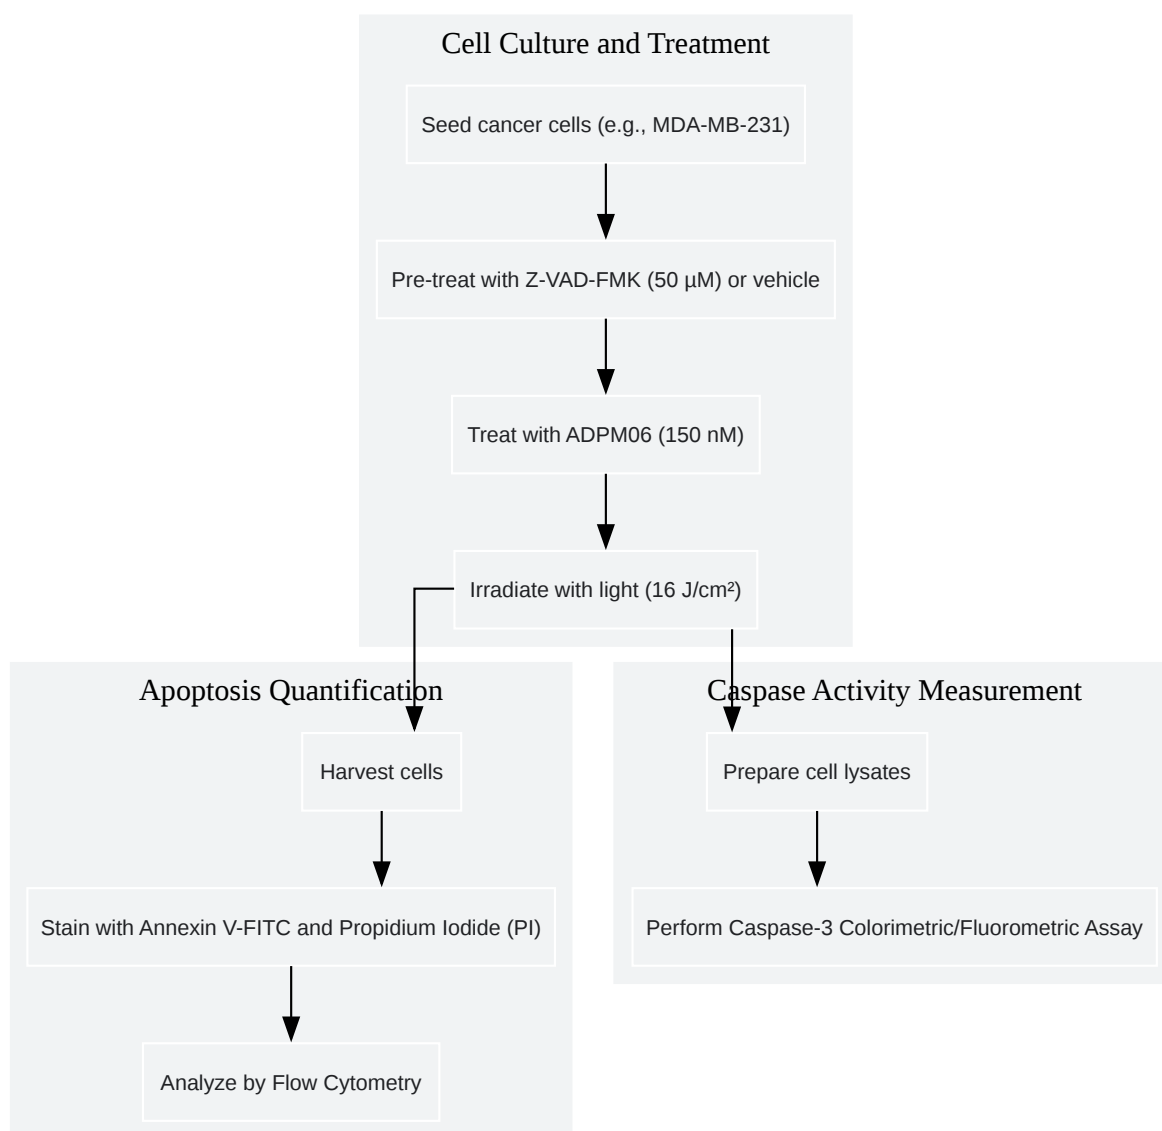 Cell Culture and Treatment
Seed cancer cells (e.g., MDA-MB-231)
Pre-treat with Z-VAD-FMK (50 µM) or vehicle
Treat with ADPM06 (150 nM)
Irradiate with light (16 J/cm²)
Apoptosis Quantification
Harvest cells
Stain with Annexin V-FITC and Propidium Iodide (PI)
Analyze by Flow Cytometry
Caspase Activity Measurement
Prepare cell lysates
Perform Caspase-3 Colorimetric/Fluorometric Assay